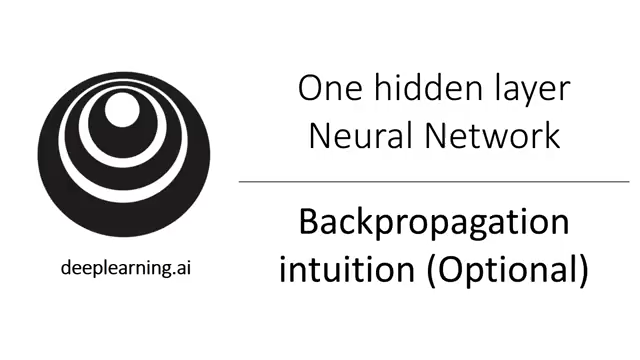 One hidden layer
Neural Network
Backpropagation
intuition (Optional)
deeplearning.ai